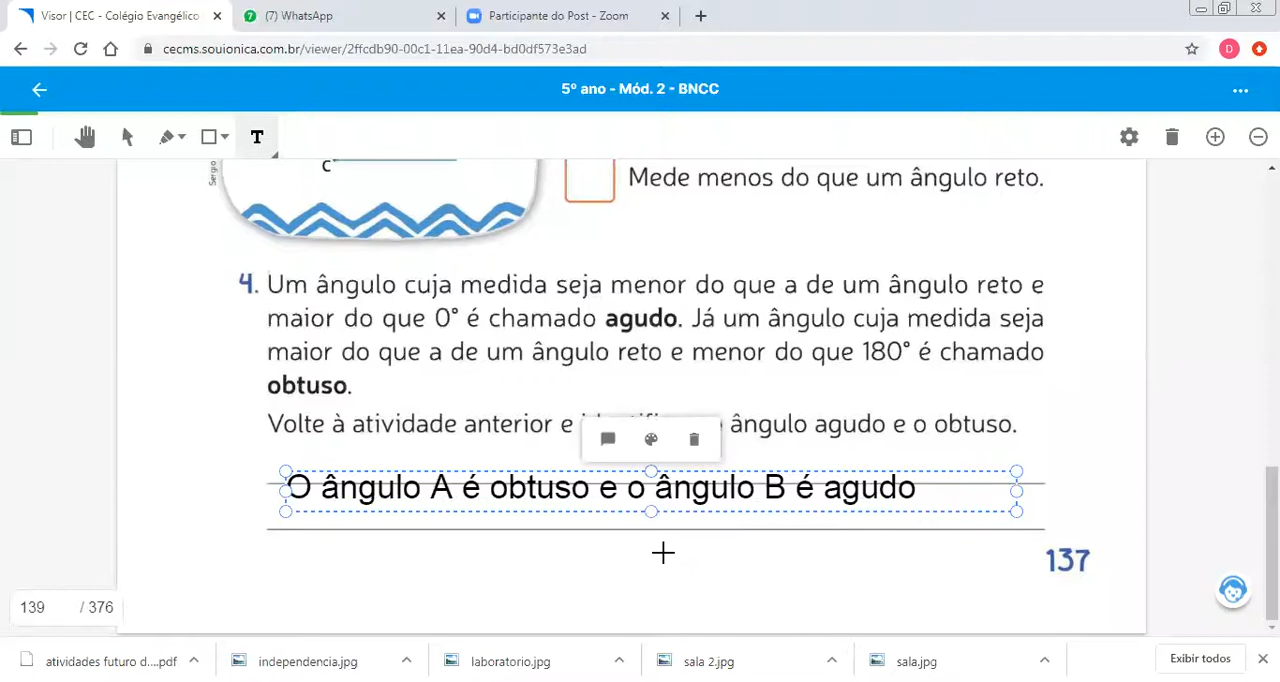 Visor | CEC - Colégio Evangélico
(7) WhatsApp
Participante do Post - Zoom
cecms.souionica.com.br/viewer/2ffcdb90-00c1-11ea-90d4-bd0df573e3ad
D
5º ano - Mód. 2 - BNCC
T
Sergio
C
Mede menos do que um ângulo reto.
4. Um ângulo cuja medida seja menor do que a de um ângulo reto e
maior do que 0° é chamado agudo. Já um ângulo cuja medida seja
maior do que a de um ângulo reto e menor do que 180° é chamado
obtuso.
Volte à atividade anterior e ângulo agudo e o obtuso.
O ângulo A é obtuso e o ângulo B é agudo
137
139 / 376
atividades futuro d....pdf
independencia.jpg
laboratorio.jpg
sala 2.jpg
sala.jpg
Exibir todos